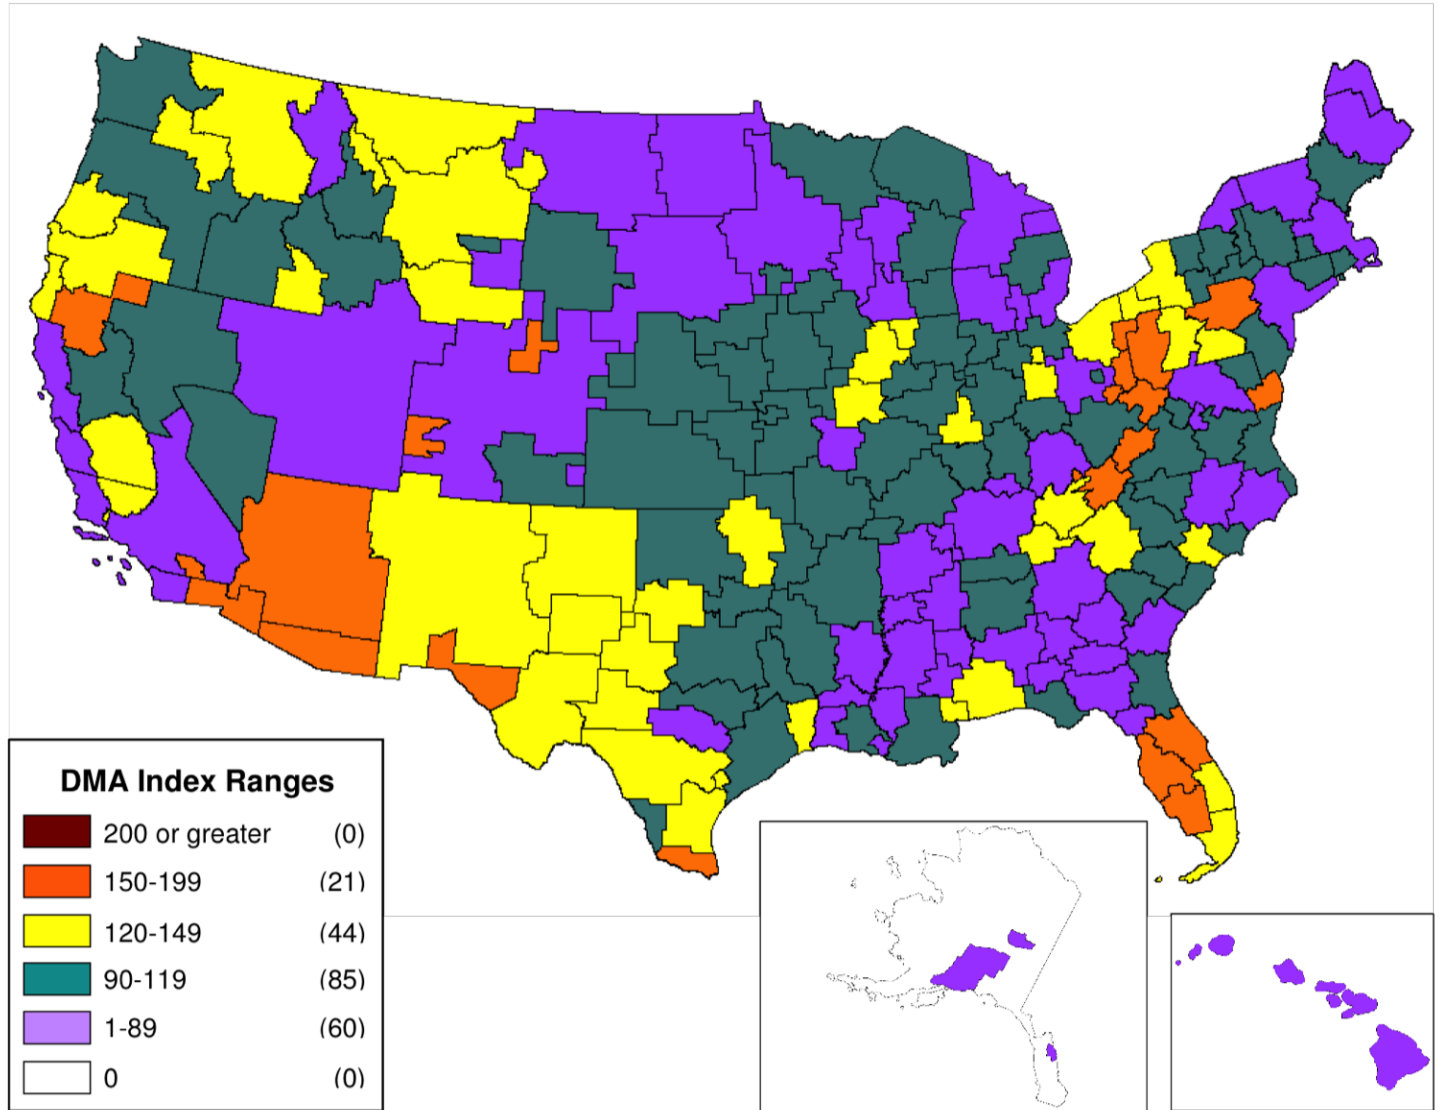 DMA Index Ranges
200 or greater (0)
150-199 (21)
120-149 (44)
90-119 (85)
1-89 (60)
0 (0)